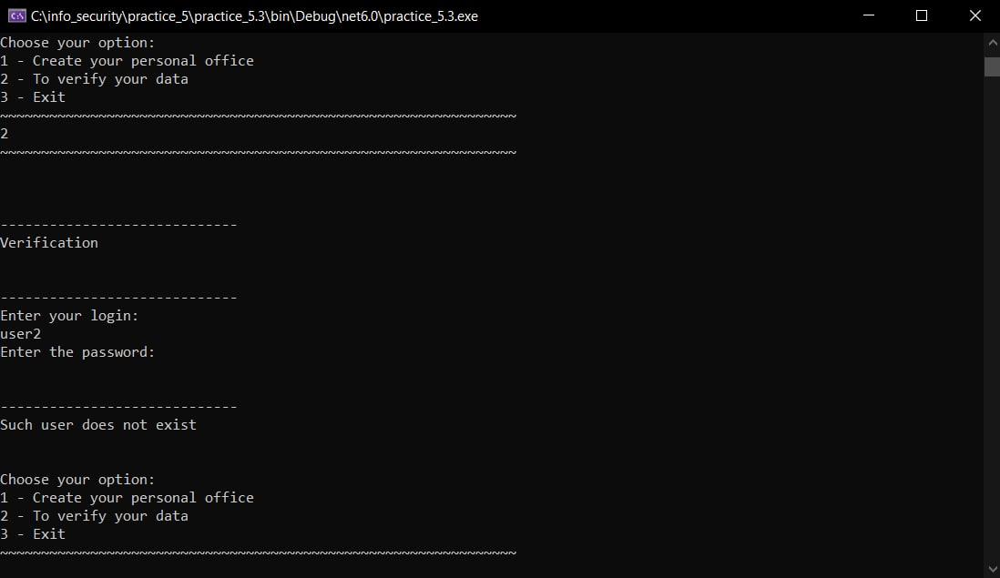 C:\info_security\practice_5\practice_5.3\bin\Debug\net6.0\practice_5.3.exe
Choose your option:
1 - Create your personal office
2 - To verify your data
3 - Exit
~~~~~~~~~~~~~~~~~~~~~~~~~~~~~~~~~~~~~~~~~~~~~~~~~~~~~~~~~~~~~~~
2
~~~~~~~~~~~~~~~~~~~~~~~~~~~~~~~~~~~~~~~~~~~~~~~~~~~~~~~~~~~~~~~
-----------------------------
Verification
-----------------------------
Enter your login:
user2
Enter the password:
-----------------------------
Such user does not exist
Choose your option:
1 - Create your personal office
2 - To verify your data
3 - Exit
~~~~~~~~~~~~~~~~~~~~~~~~~~~~~~~~~~~~~~~~~~~~~~~~~~~~~~~~~~~~~~~